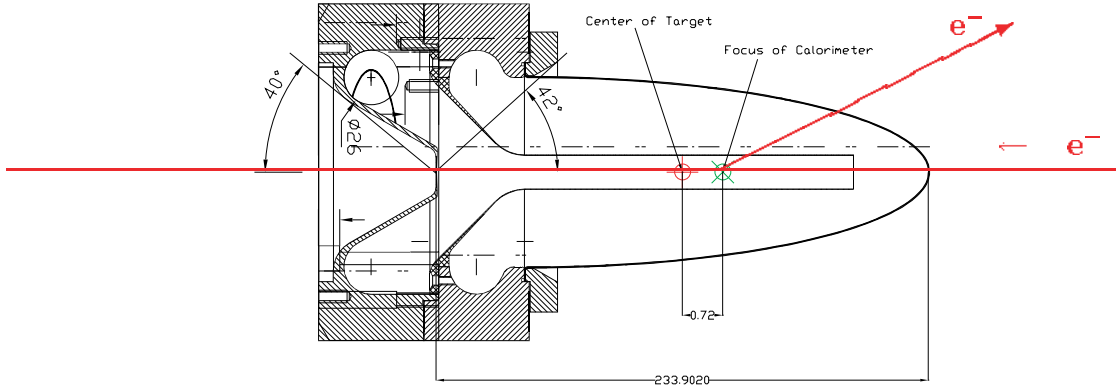 Center of Target
e⁻
Focus of Calorimeter
40°
42°
ø26
← e⁻
0.72
233.9020